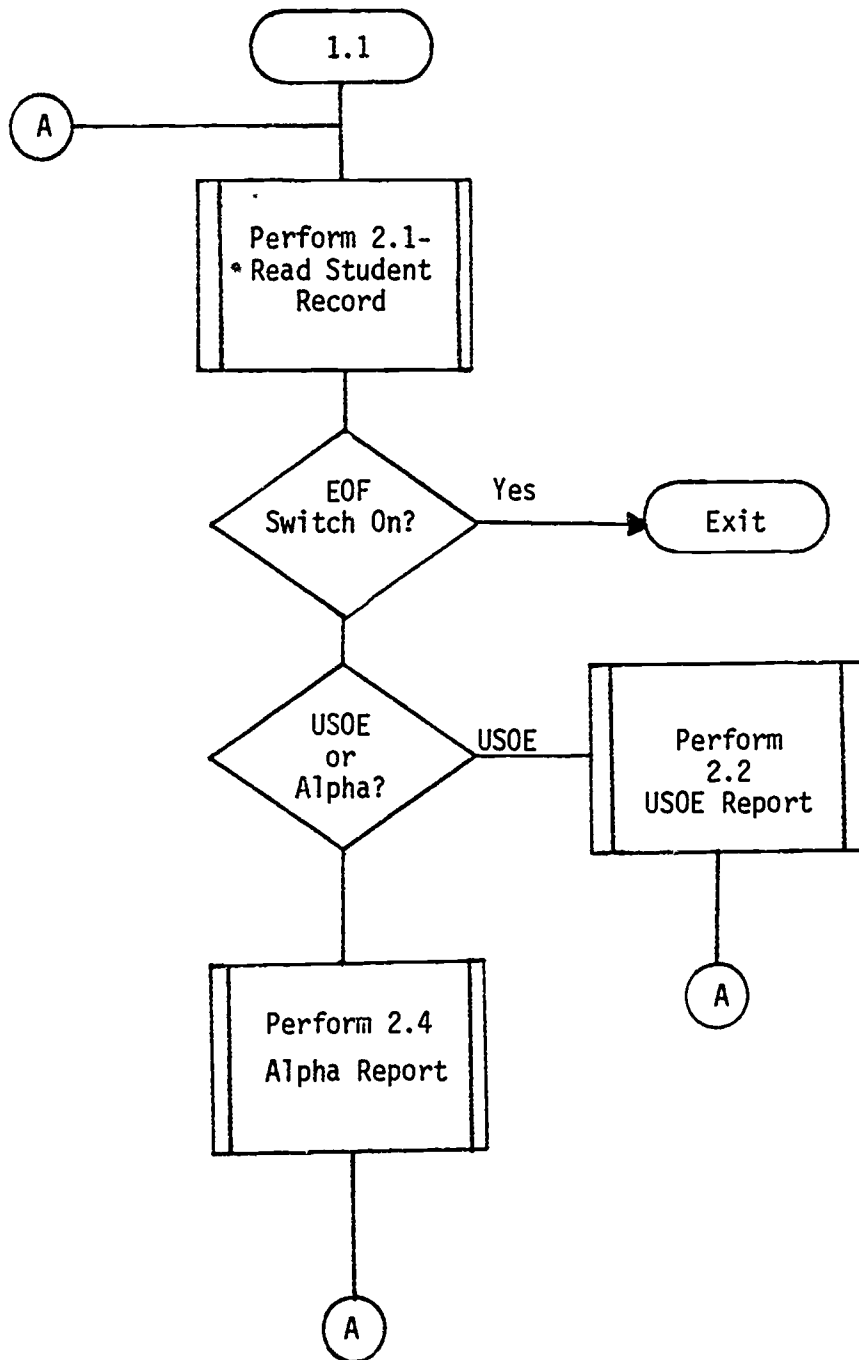 1.1
A
Perform 2.1-
Read Student
Record
EOF
Switch On?
Yes
Exit
USOE
or
Alpha?
USOE
Perform
2.2
USOE Report
A
Perform 2.4
Alpha Report
A